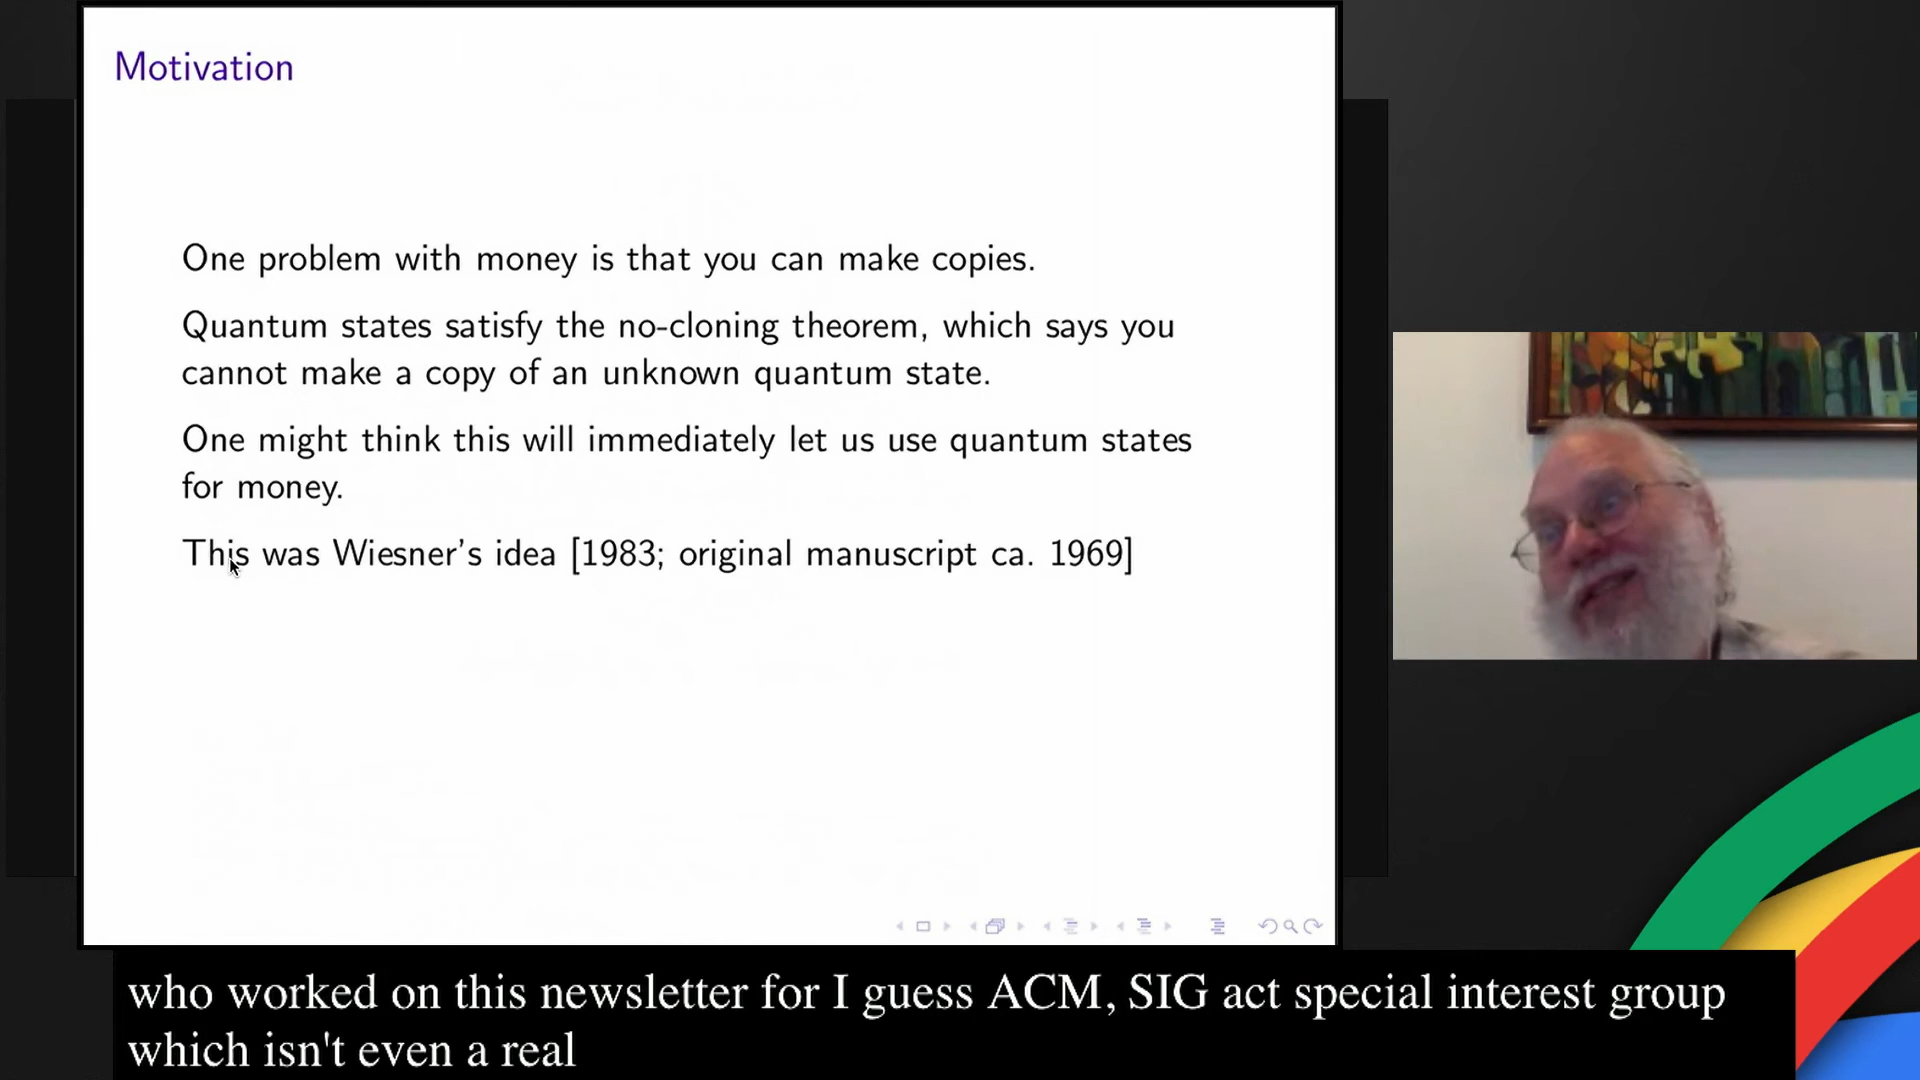 Motivation
One problem with money is that you can make copies.
Quantum states satisfy the no-cloning theorem, which says you
cannot make a copy of an unknown quantum state.
One might think this will immediately let us use quantum states
for money.
This was Wiesner's idea [1983; original manuscript ca. 1969]
who worked on this newsletter for I guess ACM, SIG act special interest group
which isn't even a real